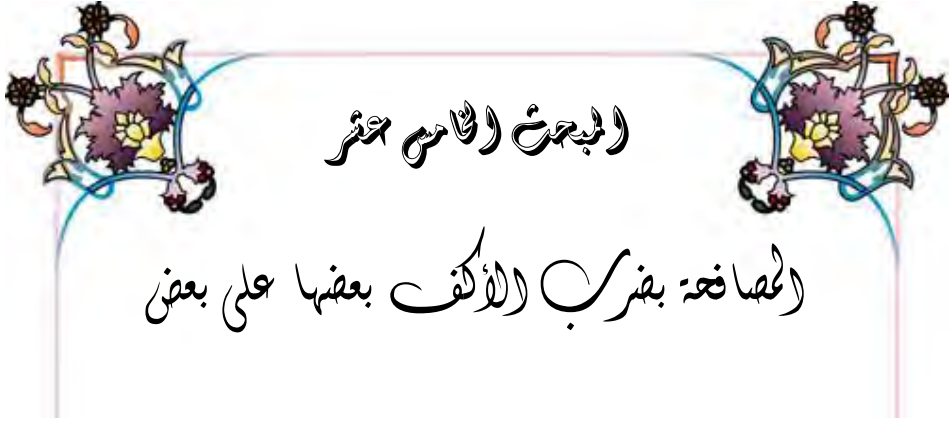 المبحث الخامس عشر
المصافحة بضرب الأكف بعضها على بعض